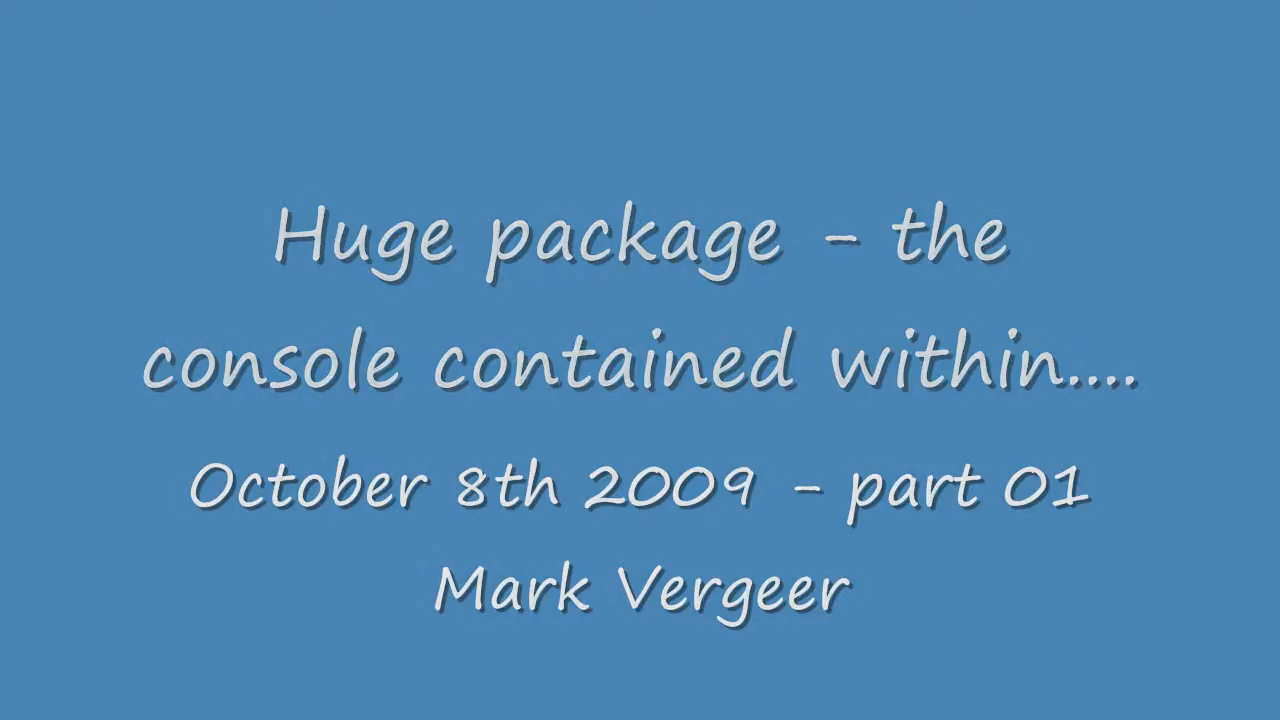 Huge package - the
console contained within....
October 8th 2009 - part 01
Mark Vergeer